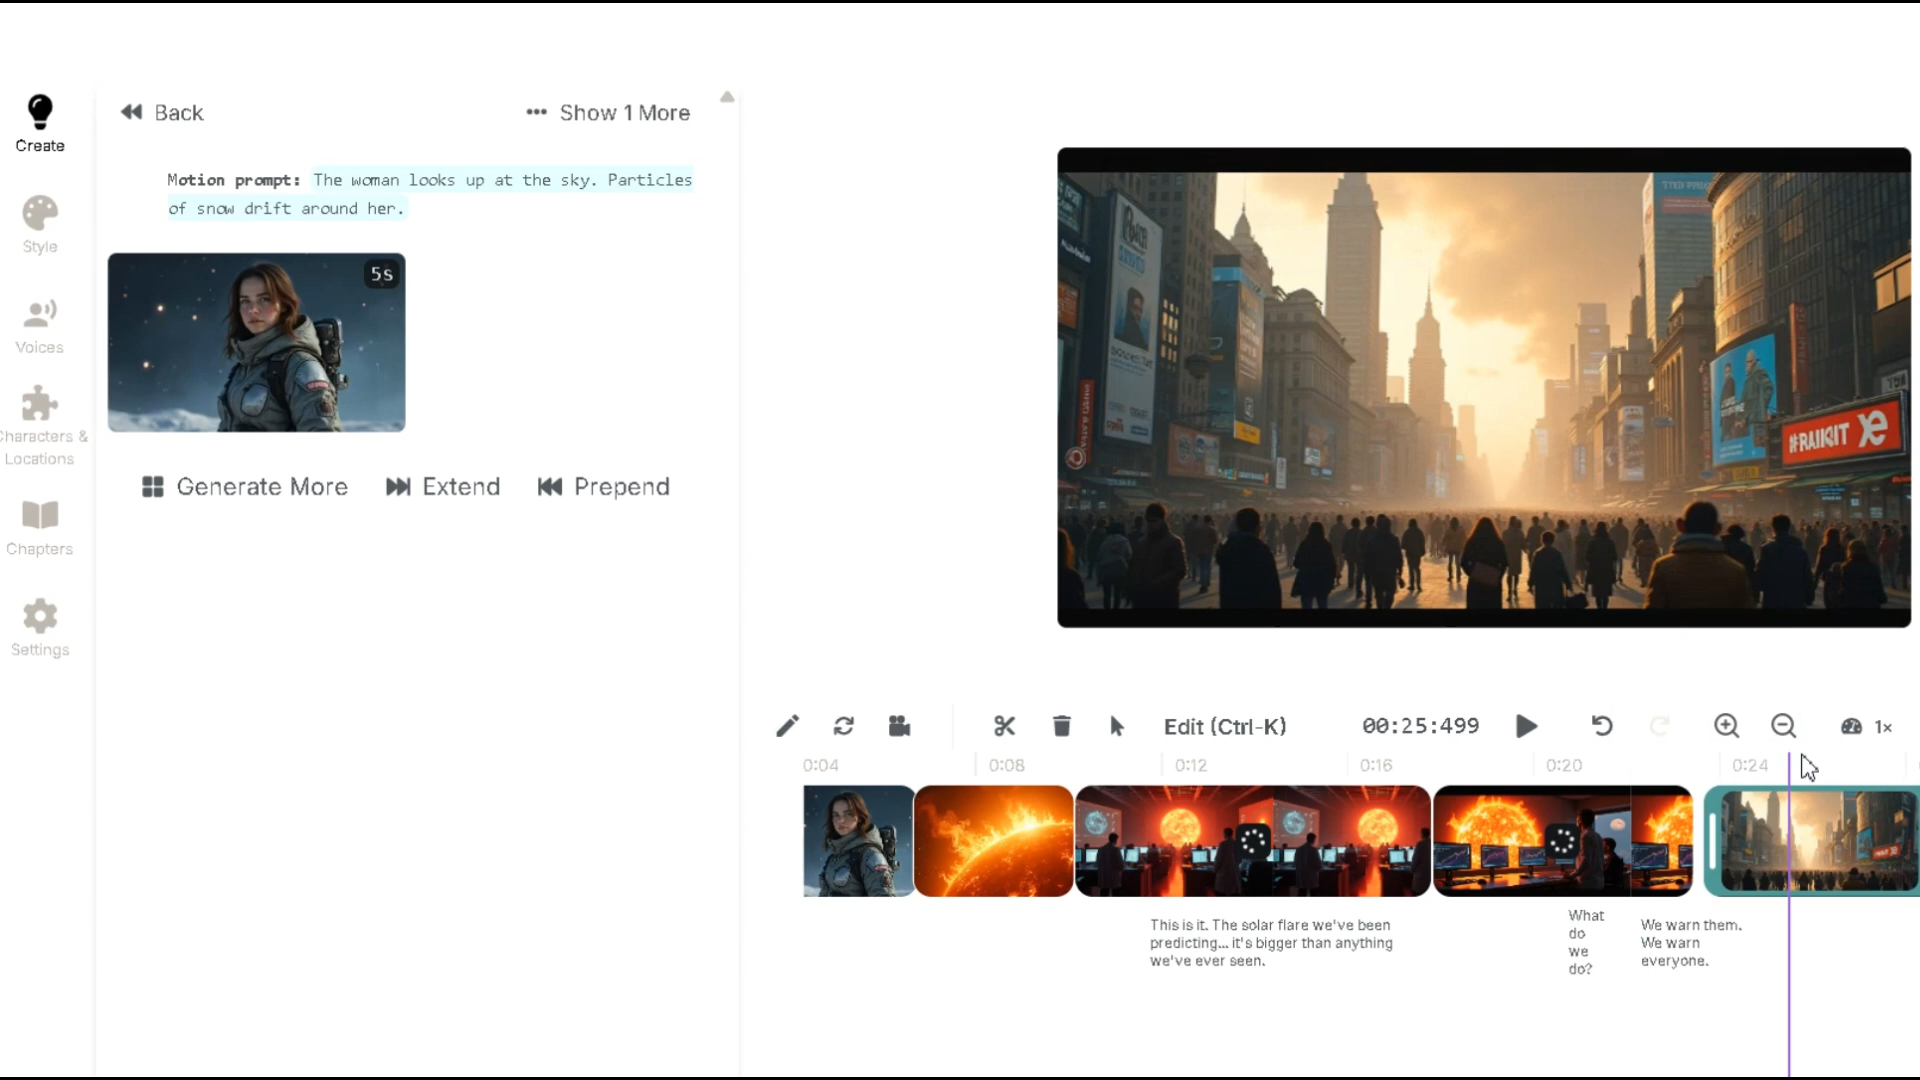 Back
Show 1 More
Create
Motion prompt: The woman looks up at the sky. Particles
of snow drift around her.
Style
5s
Voices
Characters &
Locations
Generate More
Extend
Prepend
Chapters
Settings
#RAIIKIT
Edit (Ctrl-K)
00:25:499
1×
0:04
0:08
0:12
0:16
0:20
0:24
This is it. The solar flare we've been
predicting... it's bigger than anything
we've ever seen.
What
do
we
do?
We warn them.
We warn
everyone.